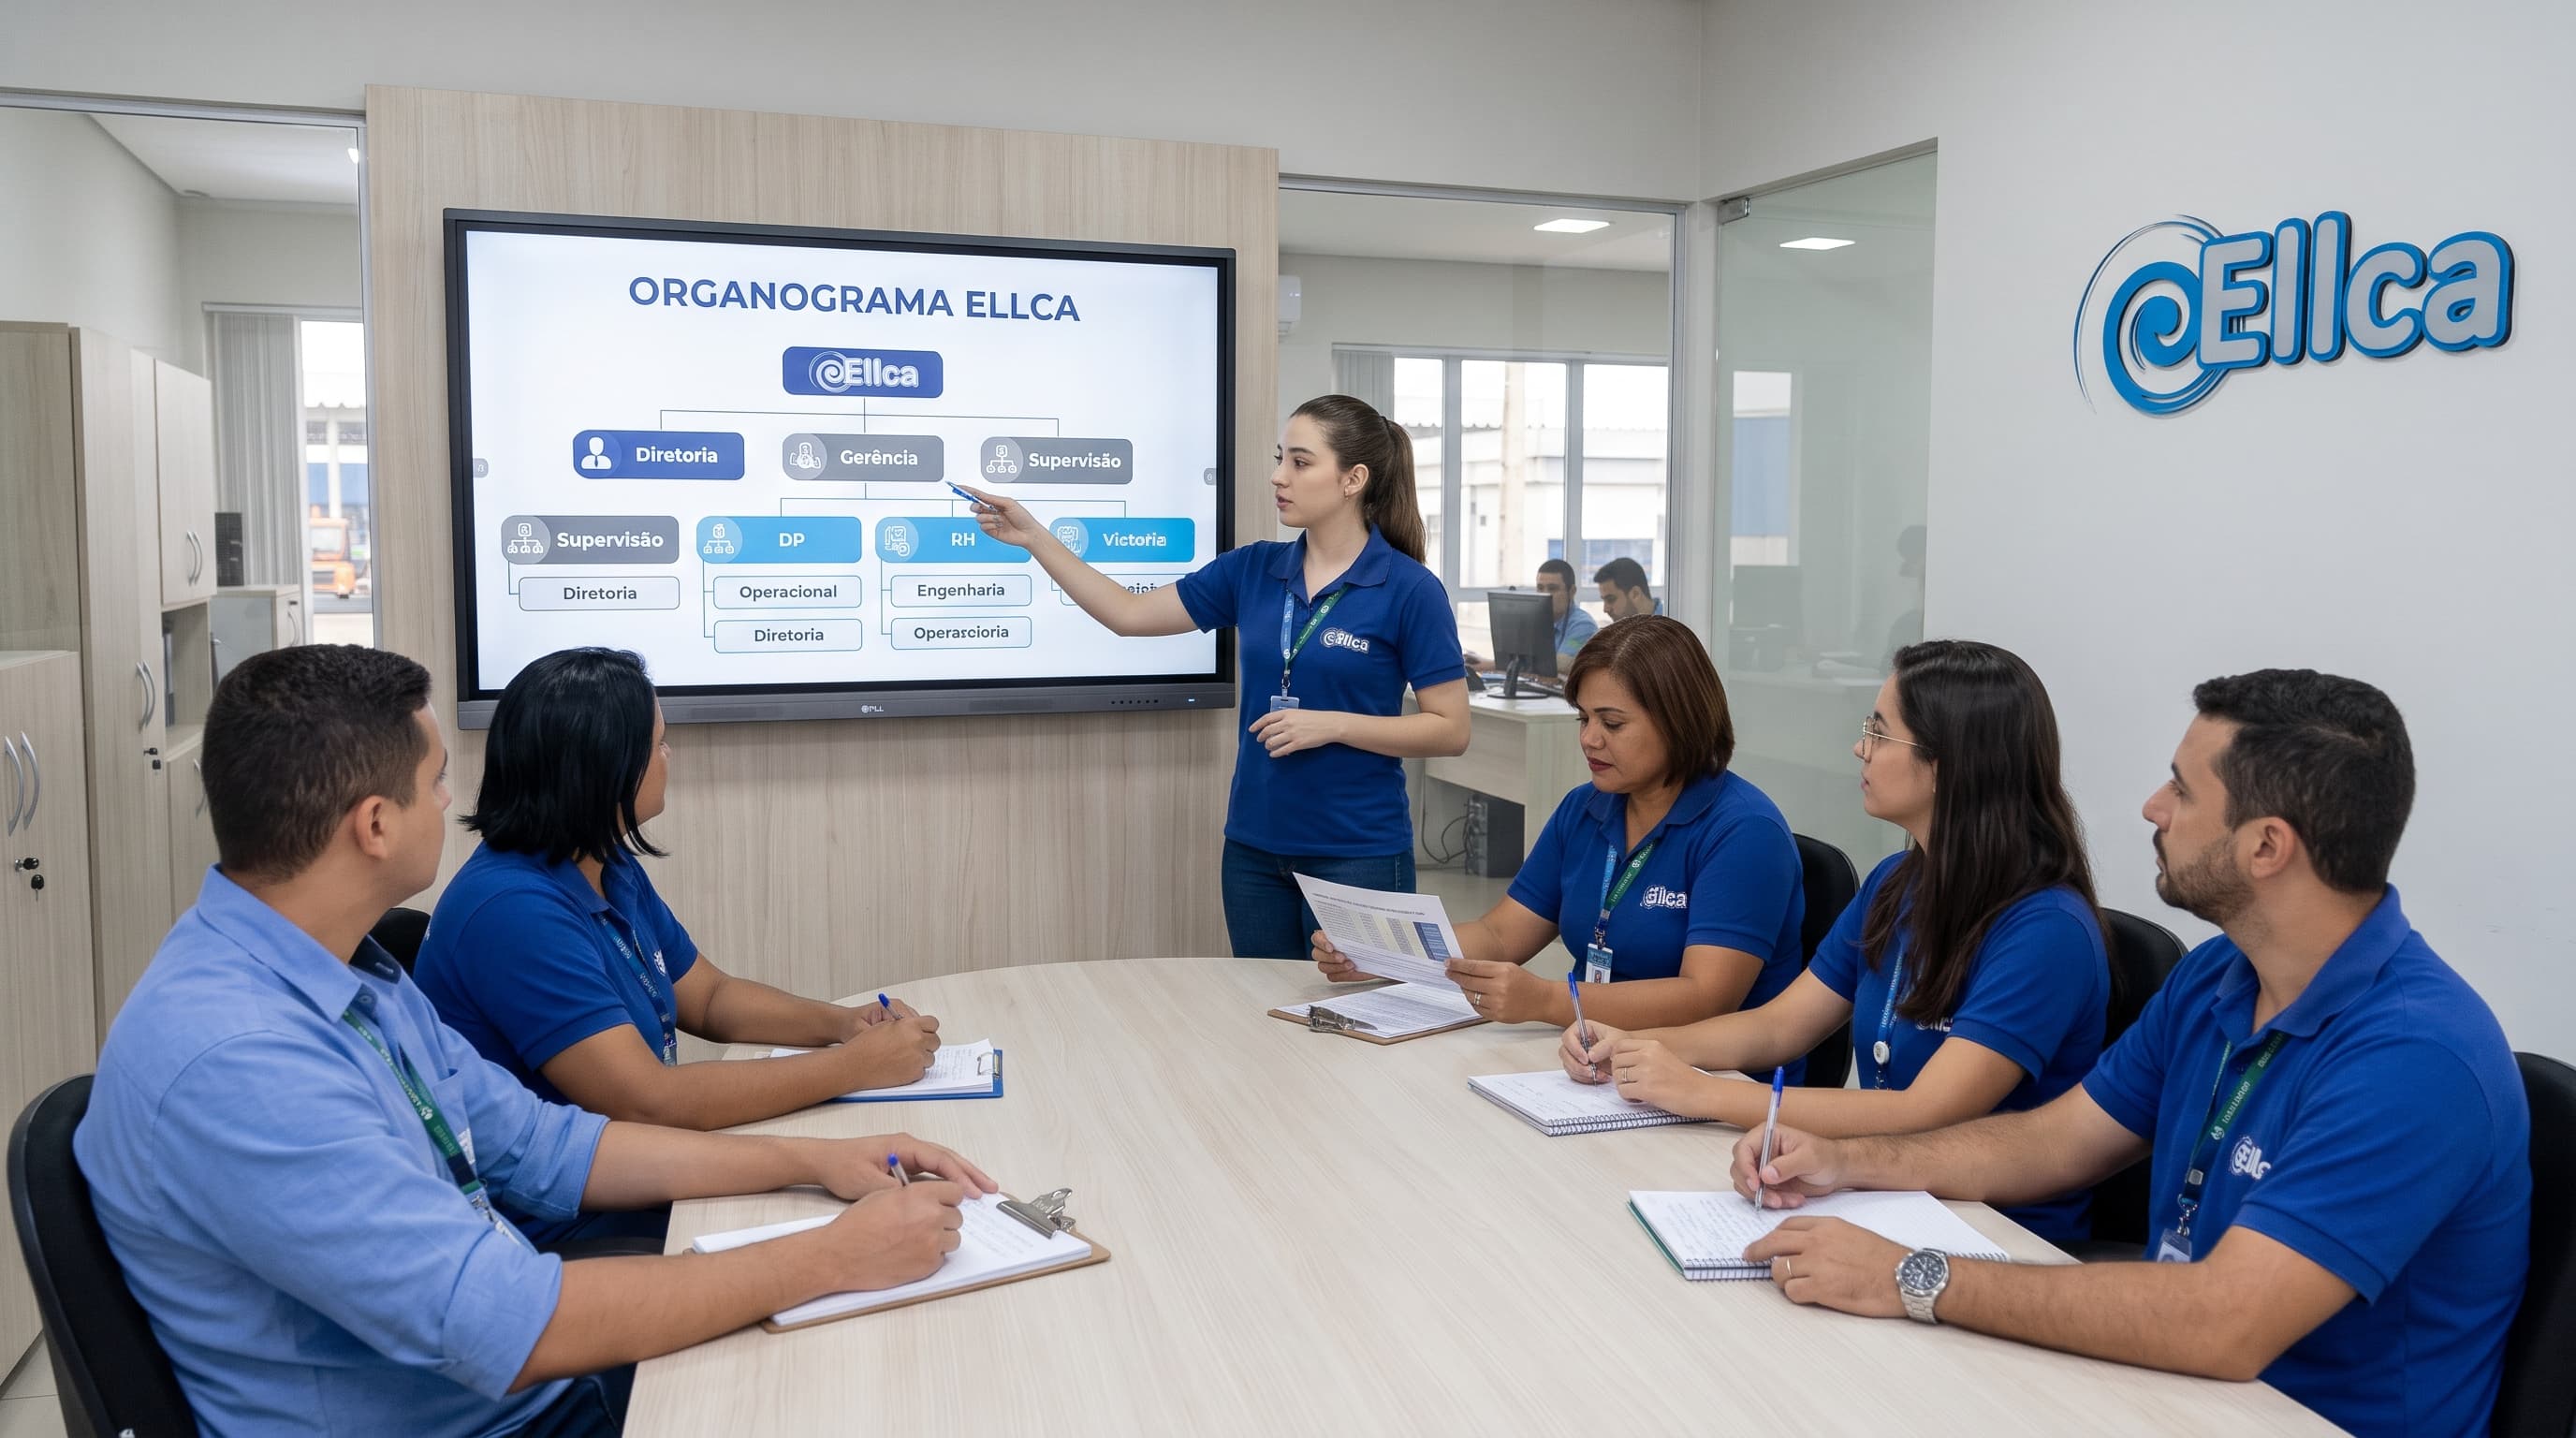 ORGANOGRAMA ELLCA
Ellca
Diretoria
Gerência
Supervisão
Supervisão
DP
RH
Victoria
Diretoria
Operacional
Engenharia
Diretoria
Operascioria
Ellca
Ellca
Ellca